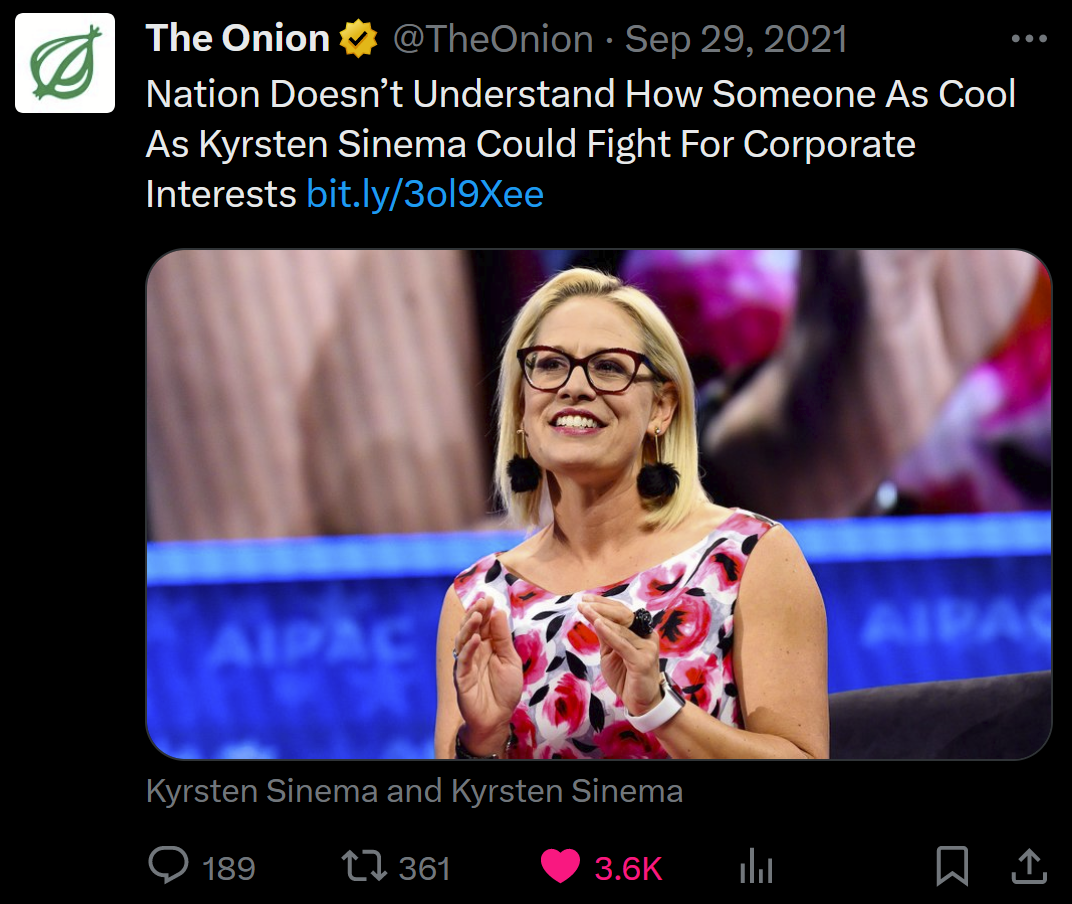 The Onion @TheOnion · Sep 29, 2021
Nation Doesn’t Understand How Someone As Cool
As Kyrsten Sinema Could Fight For Corporate
Interests bit.ly/3ol9Xee
AIPAC AIPAC
Kyrsten Sinema and Kyrsten Sinema
189 361 3.6K